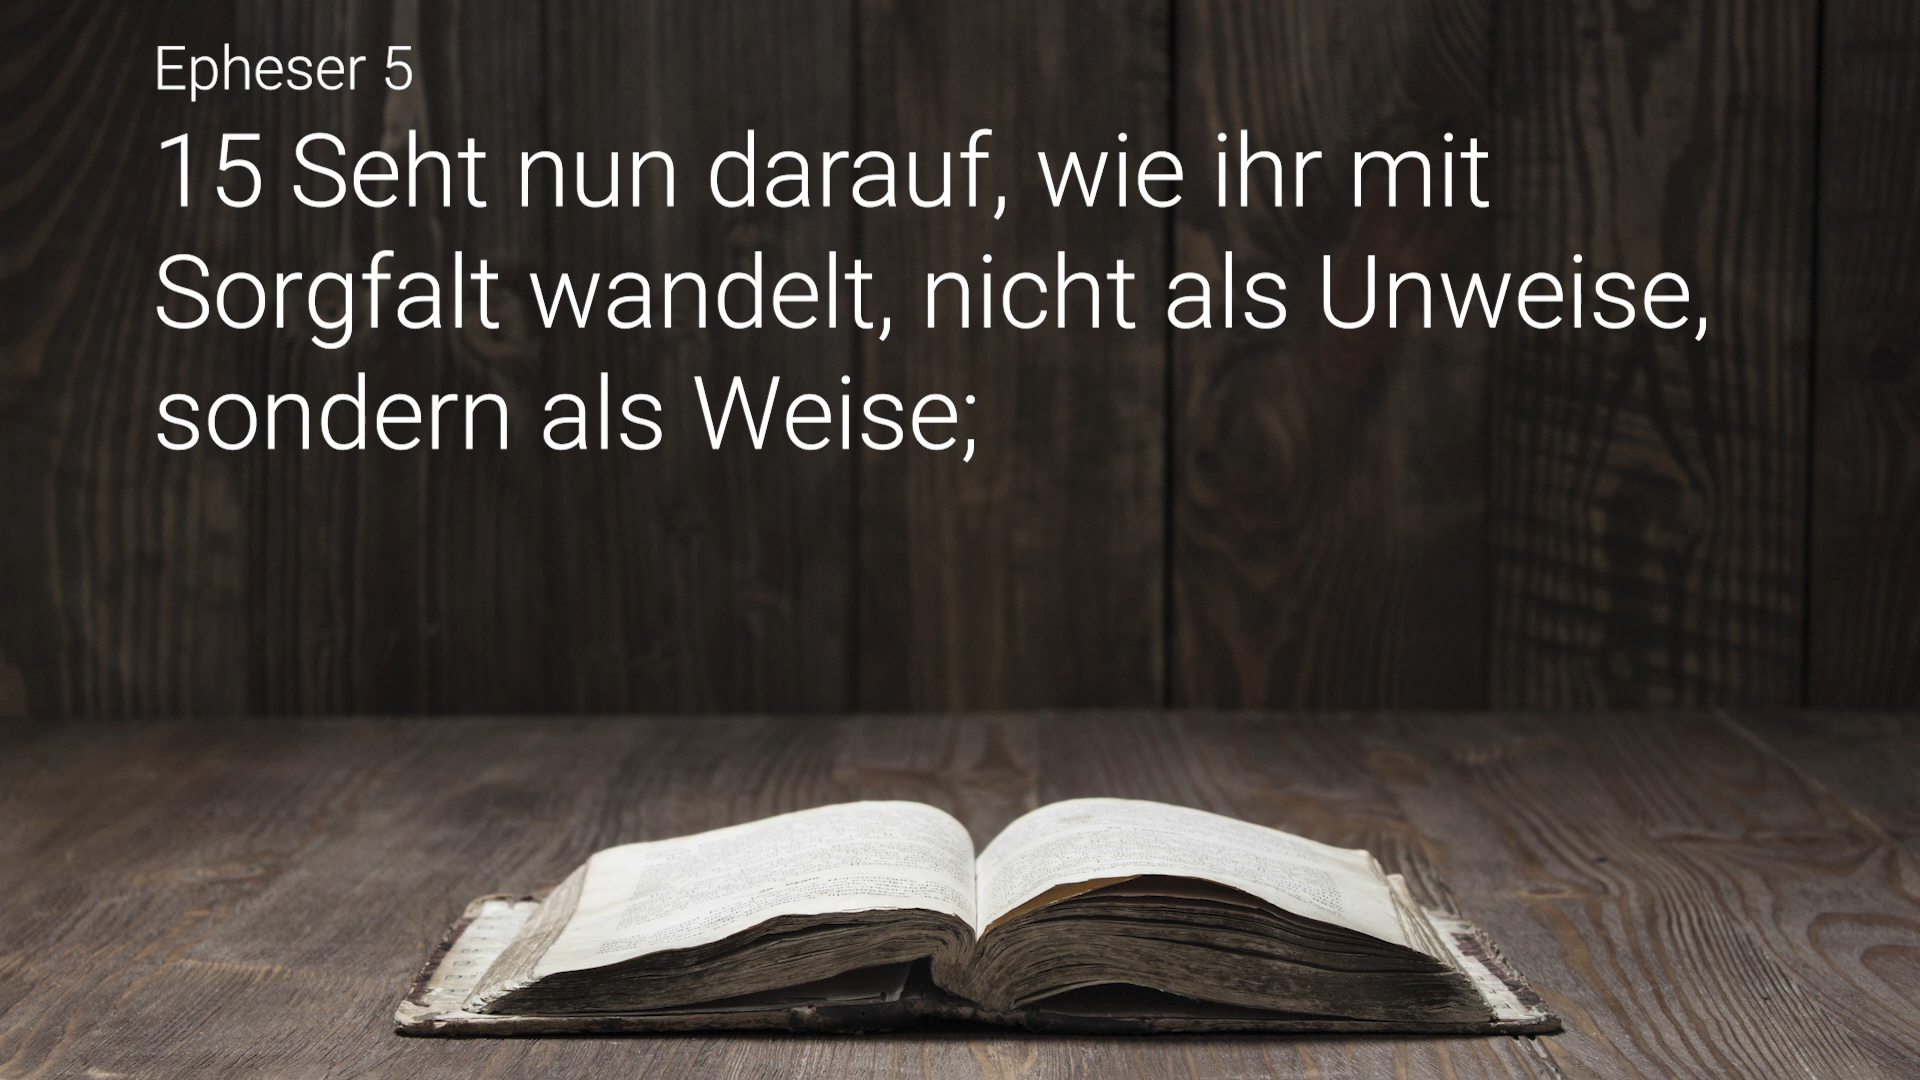 Epheser 5
15 Seht nun darauf, wie ihr mit
Sorgfalt wandelt, nicht als Unweise,
sondern als Weise;